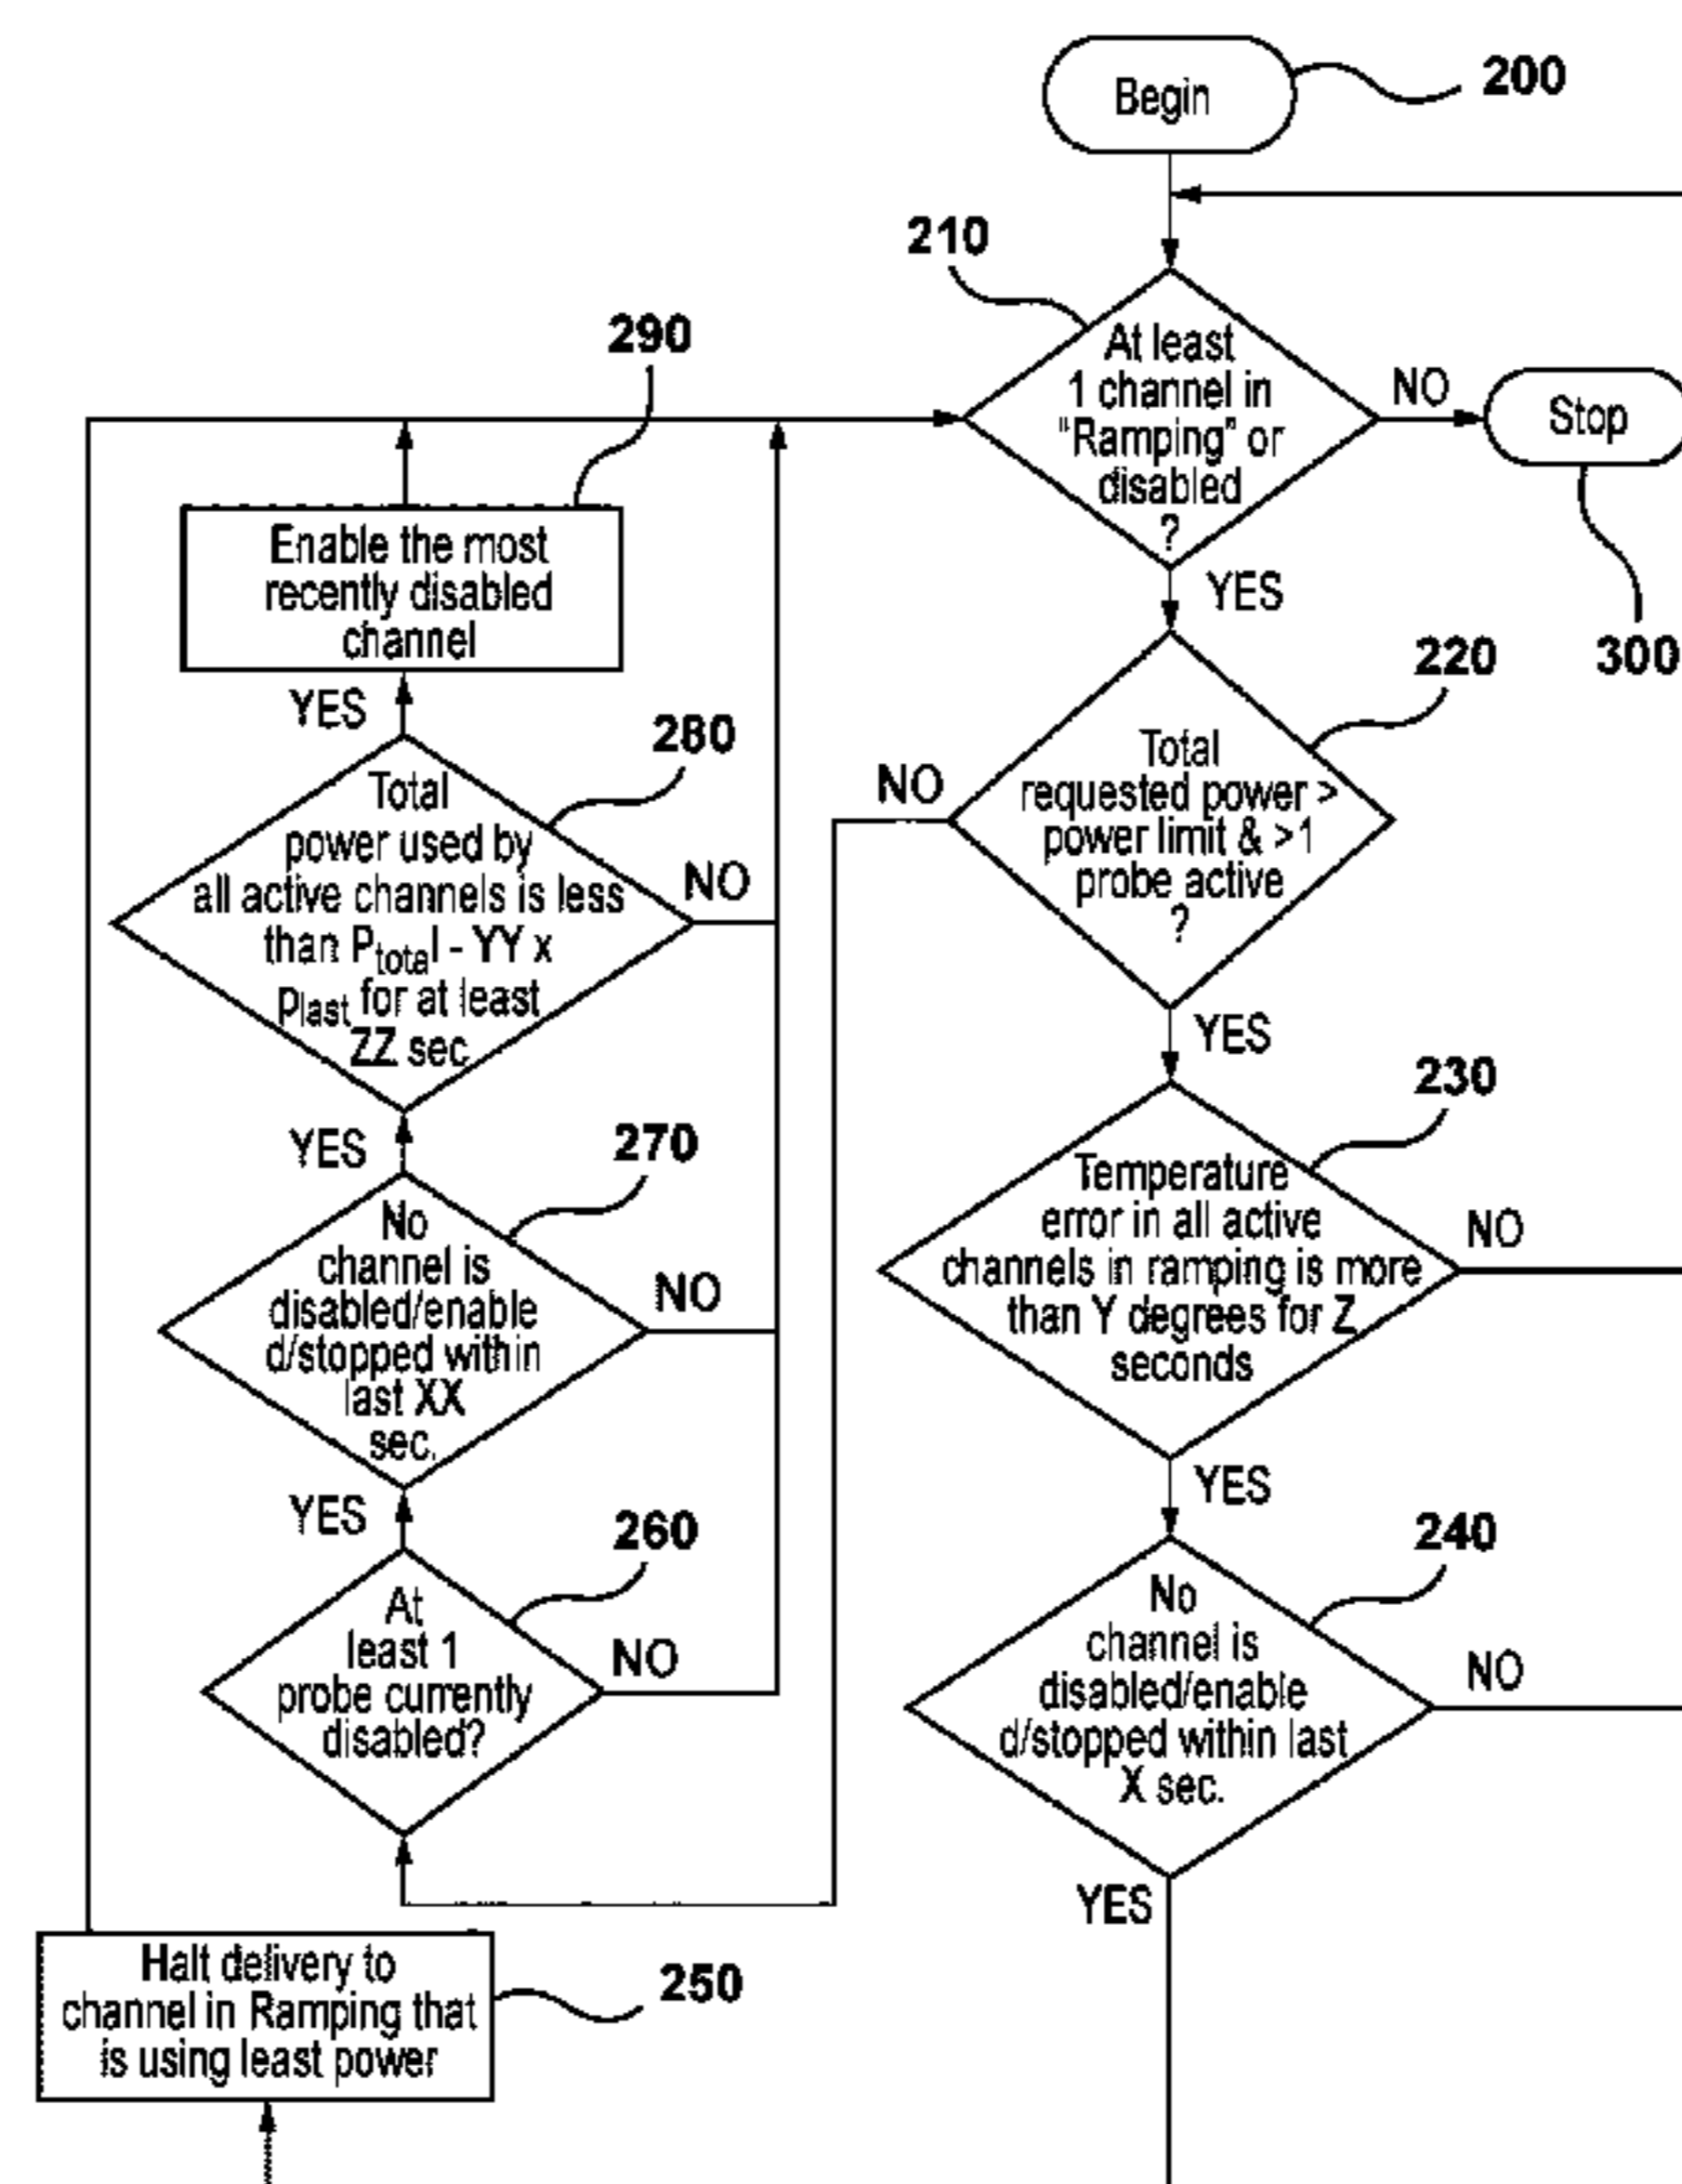 Begin
200
210
At least
1 channel in
"Ramping" or
disabled
?
NO
Stop
300
YES
220
Total
requested power >
power limit & >1
probe active
?
NO
YES
230
Temperature
error in all active
channels in ramping is more
than Y degrees for Z
seconds
NO
YES
240
No
channel is
disabled/enable
d/stopped within last
X sec.
NO
YES
290
Enable the most
recently disabled
channel
YES
280
Total
power used by
all active channels is less
than Ptotal - YY x
plast for at least
ZZ sec
NO
YES
270
No
channel is
disabled/enable
d/stopped within
last XX
sec.
NO
YES
260
At
least 1
probe currently
disabled?
NO
Halt delivery to
channel in Ramping that
is using least power
250